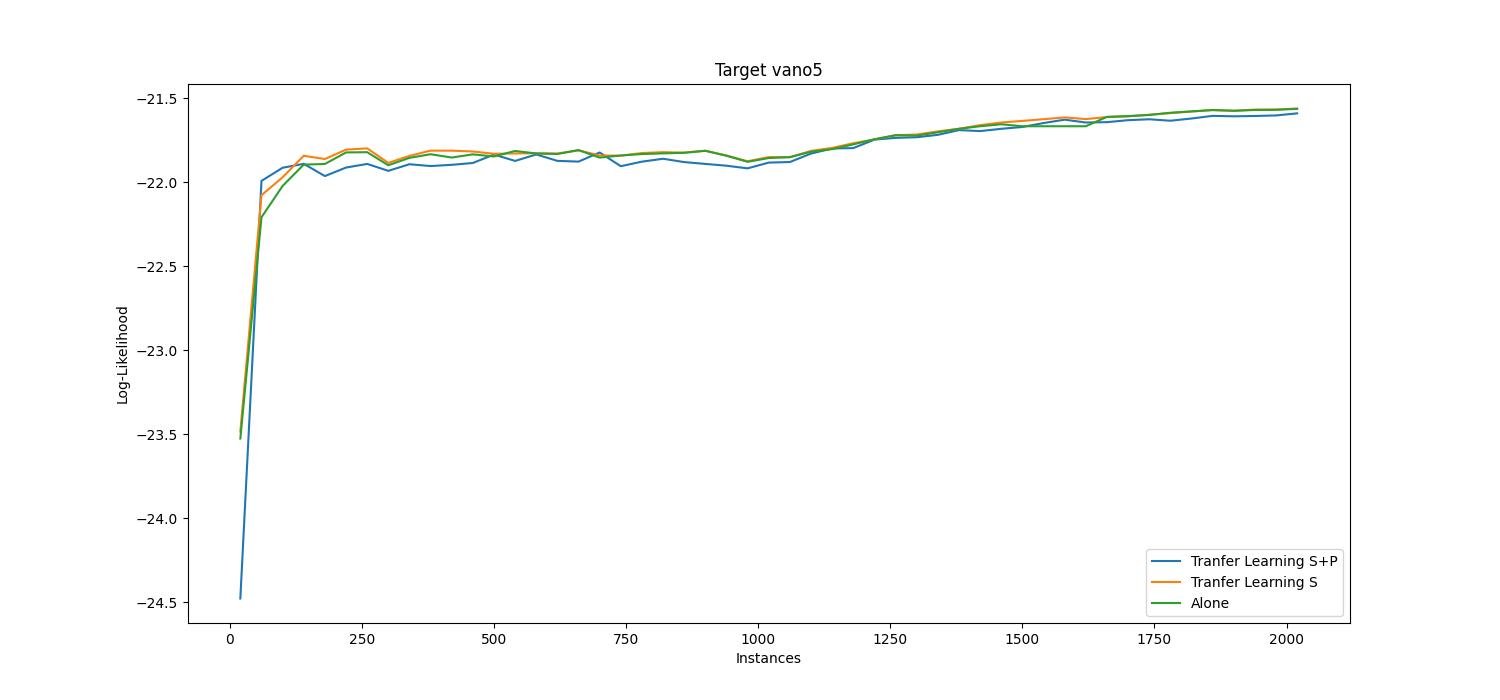 Target vano5
−21.5
−22.0
−22.5
−23.0
−23.5
−24.0
−24.5
Log-Likelihood
0 250 500 750 1000 1250 1500 1750 2000
Instances
Tranfer Learning S+P
Tranfer Learning S
Alone